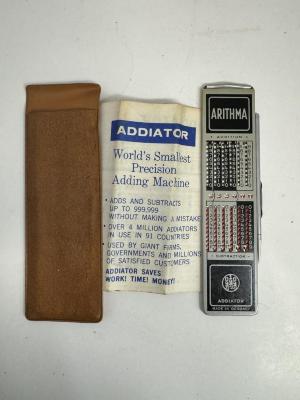 ADDIATOR
World's Smallest
Precision
Adding Machine
• ADDS AND SUBTRACTS
UP TO 999,999
WITHOUT MAKING A MISTAKE
• OVER 4 MILLION ADDIATORS
IN USE IN 91 COUNTRIES
• USED BY GIANT FIRMS,
GOVERNMENTS AND MILLIONS
OF SATISFIED CUSTOMERS
ADDIATOR SAVES
WORK! TIME! MONEY!
ARITHMA
ADDITION
SUBTRACTION
ADDIATOR
MADE IN GERMANY